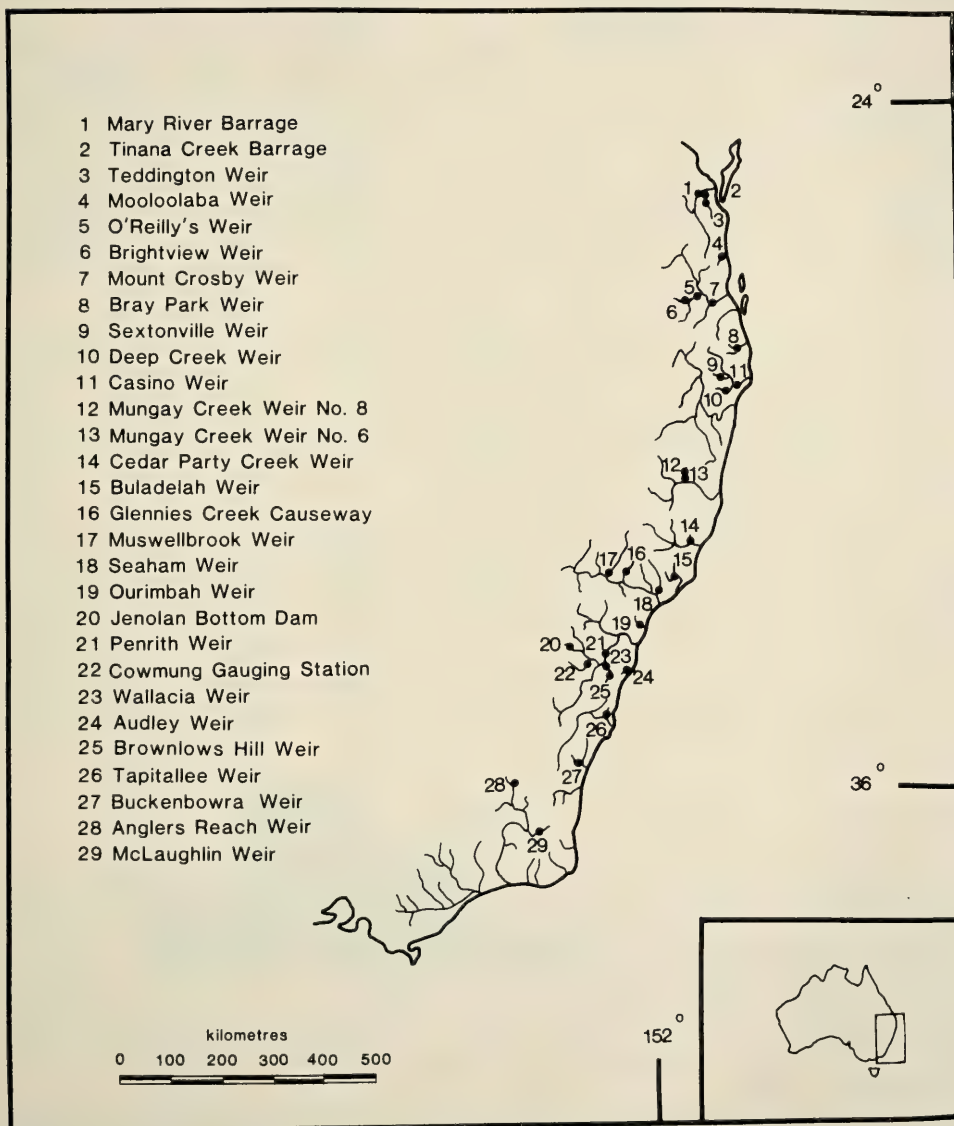 24°
1 Mary River Barrage
2 Tinana Creek Barrage
3 Teddington Weir
4 Mooloolaba Weir
5 O'Reilly's Weir
6 Brightview Weir
7 Mount Crosby Weir
8 Bray Park Weir
9 Sextonville Weir
10 Deep Creek Weir
11 Casino Weir
12 Mungay Creek Weir No. 8
13 Mungay Creek Weir No. 6
14 Cedar Party Creek Weir
15 Buladelah Weir
16 Glennies Creek Causeway
17 Muswellbrook Weir
18 Seaham Weir
19 Ourimbah Weir
20 Jenolan Bottom Dam
21 Penrith Weir
22 Cowmung Gauging Station
23 Wallacia Weir
24 Audley Weir
25 Brownlows Hill Weir
26 Tapitallee Weir
27 Buckenbowra Weir
28 Anglers Reach Weir
29 McLaughlin Weir
1
2
3
4
5
7
6
8
9
11
10
12
13
14
17
16
15
18
19
20
21
23
22
24
25
26
27
28
36°
29
kilometres
0 100 200 300 400 500
152°